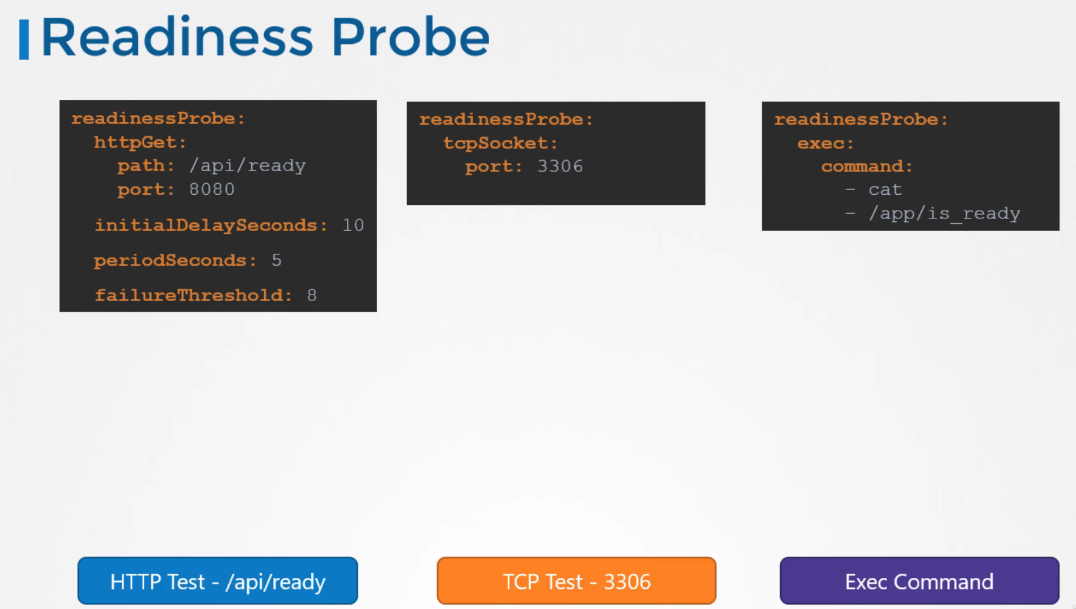 Readiness Probe
readinessProbe:
  httpGet:
    path: /api/ready
    port: 8080
  initialDelaySeconds: 10
  periodSeconds: 5
  failureThreshold: 8
readinessProbe:
  tcpSocket:
    port: 3306
readinessProbe:
  exec:
    command:
      - cat
      - /app/is_ready
HTTP Test - /api/ready
TCP Test - 3306
Exec Command